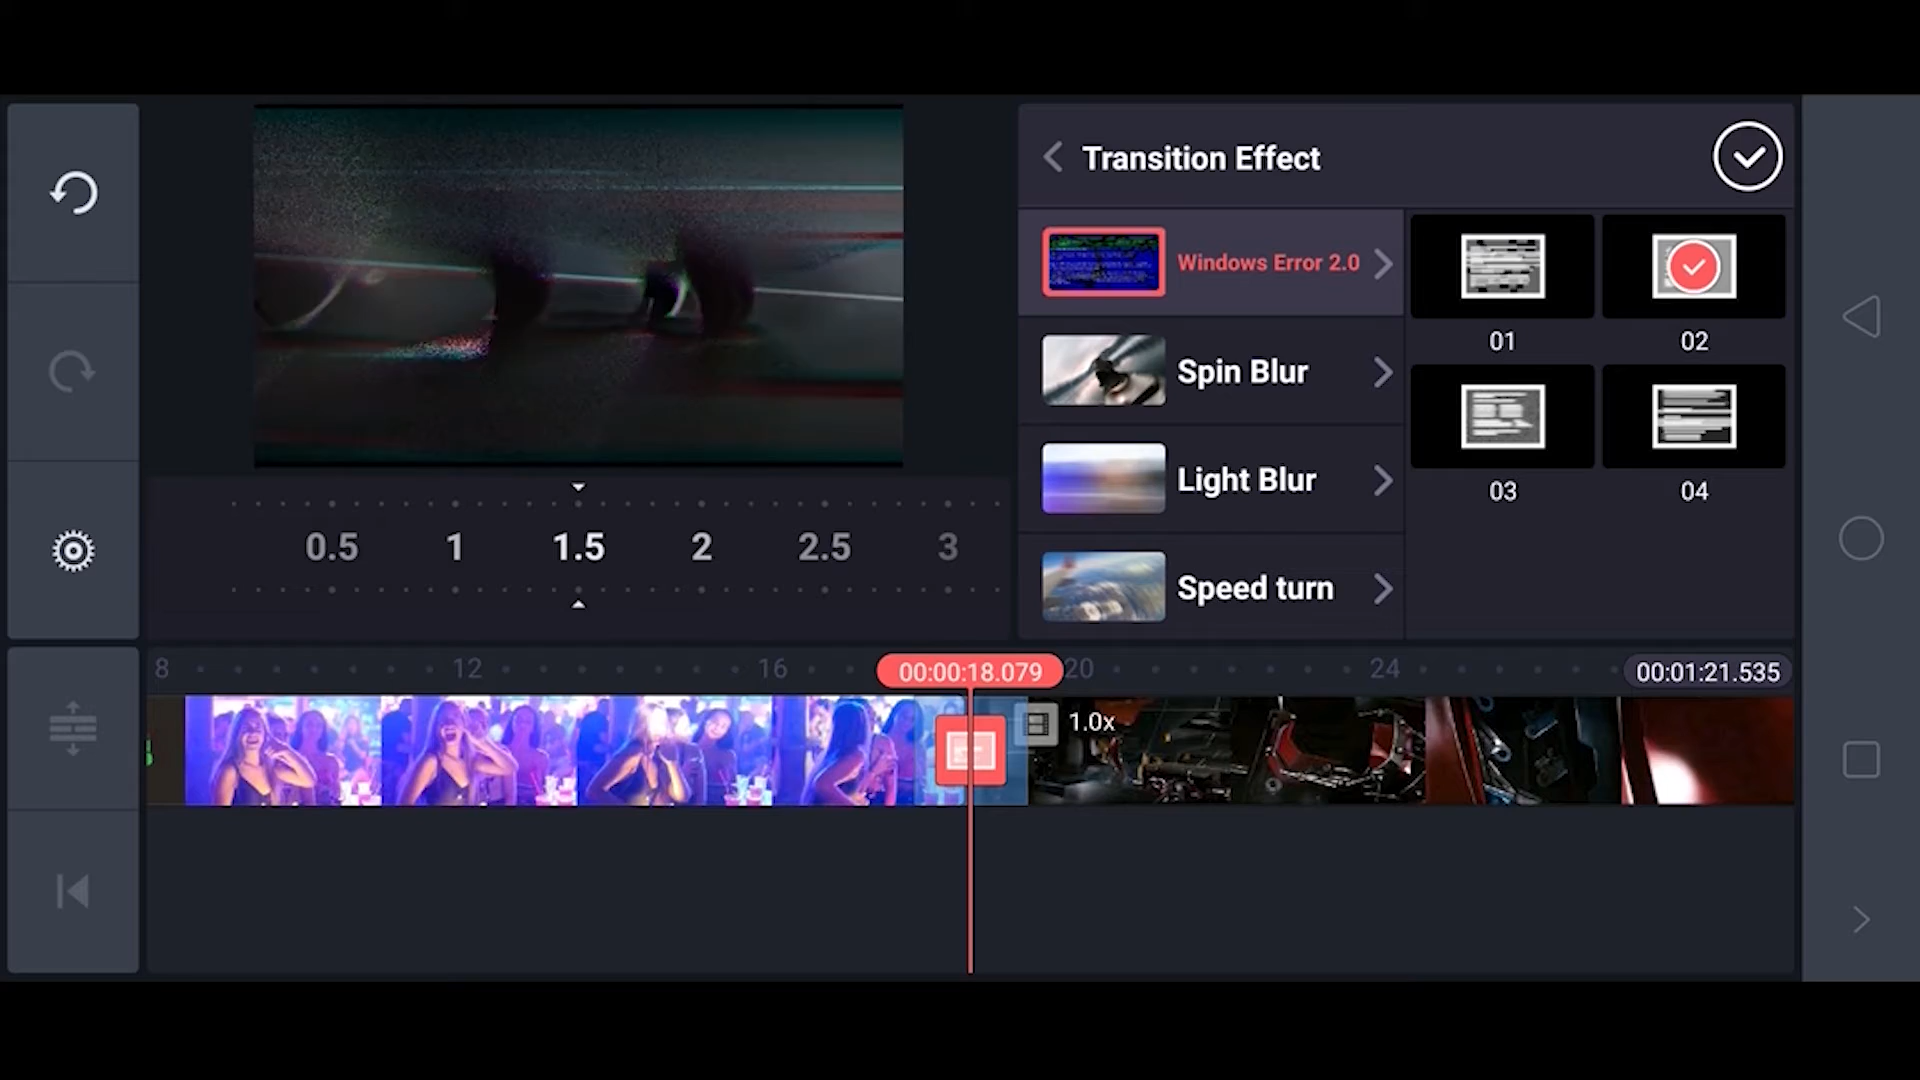 Transition Effect
Windows Error 2.0
Spin Blur
Light Blur
Speed turn
01
02
03
04
0.5 1 1.5 2 2.5 3
8 12 16 00:00:18.079 20 24 00:01:21.535
1.0x